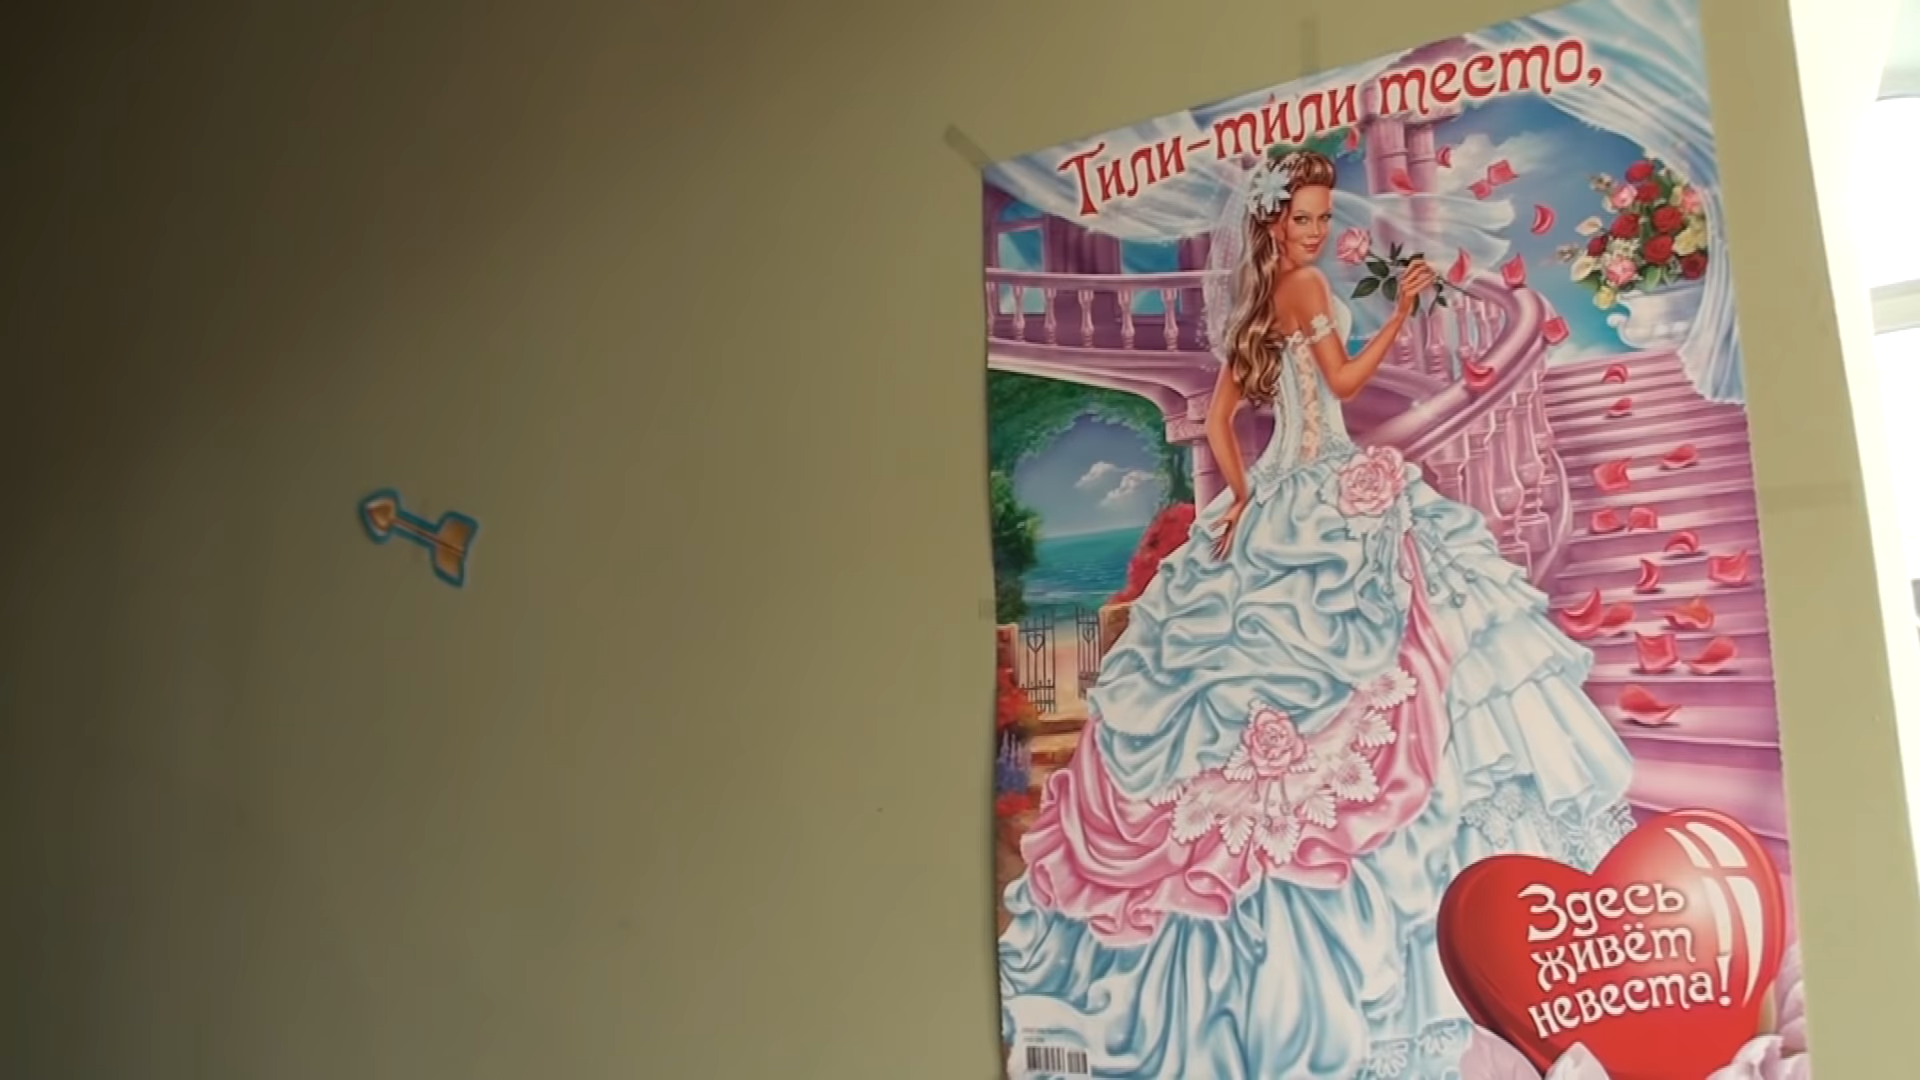 Тили-тили тесто,
Здесь
живёт
невеста!